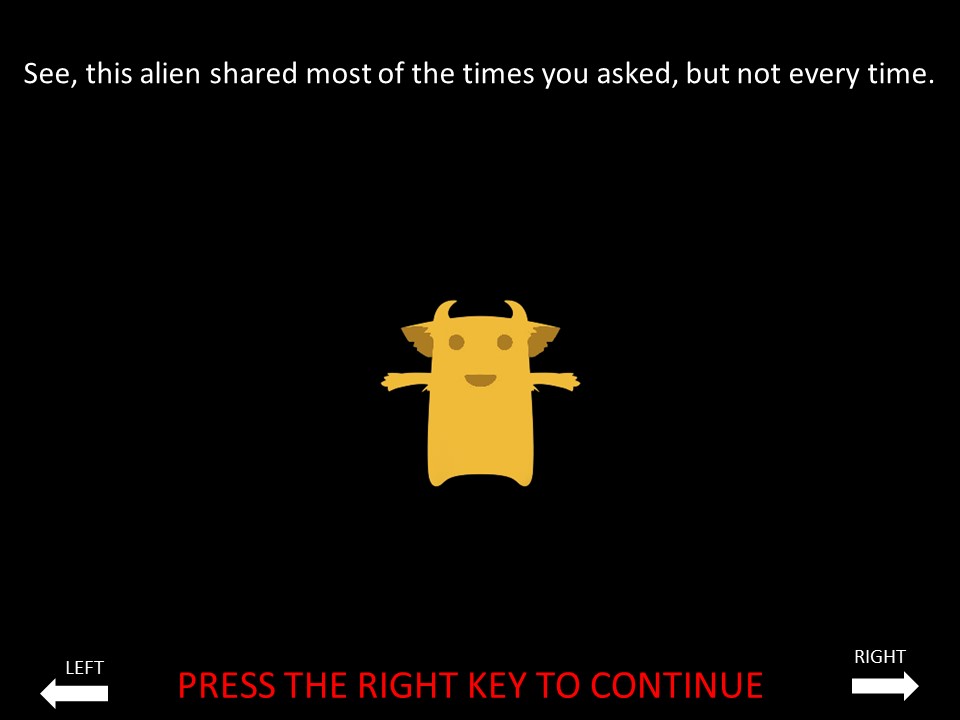 See, this alien shared most of the times you asked, but not every time.
RIGHT
LEFT
PRESS THE RIGHT KEY TO CONTINUE